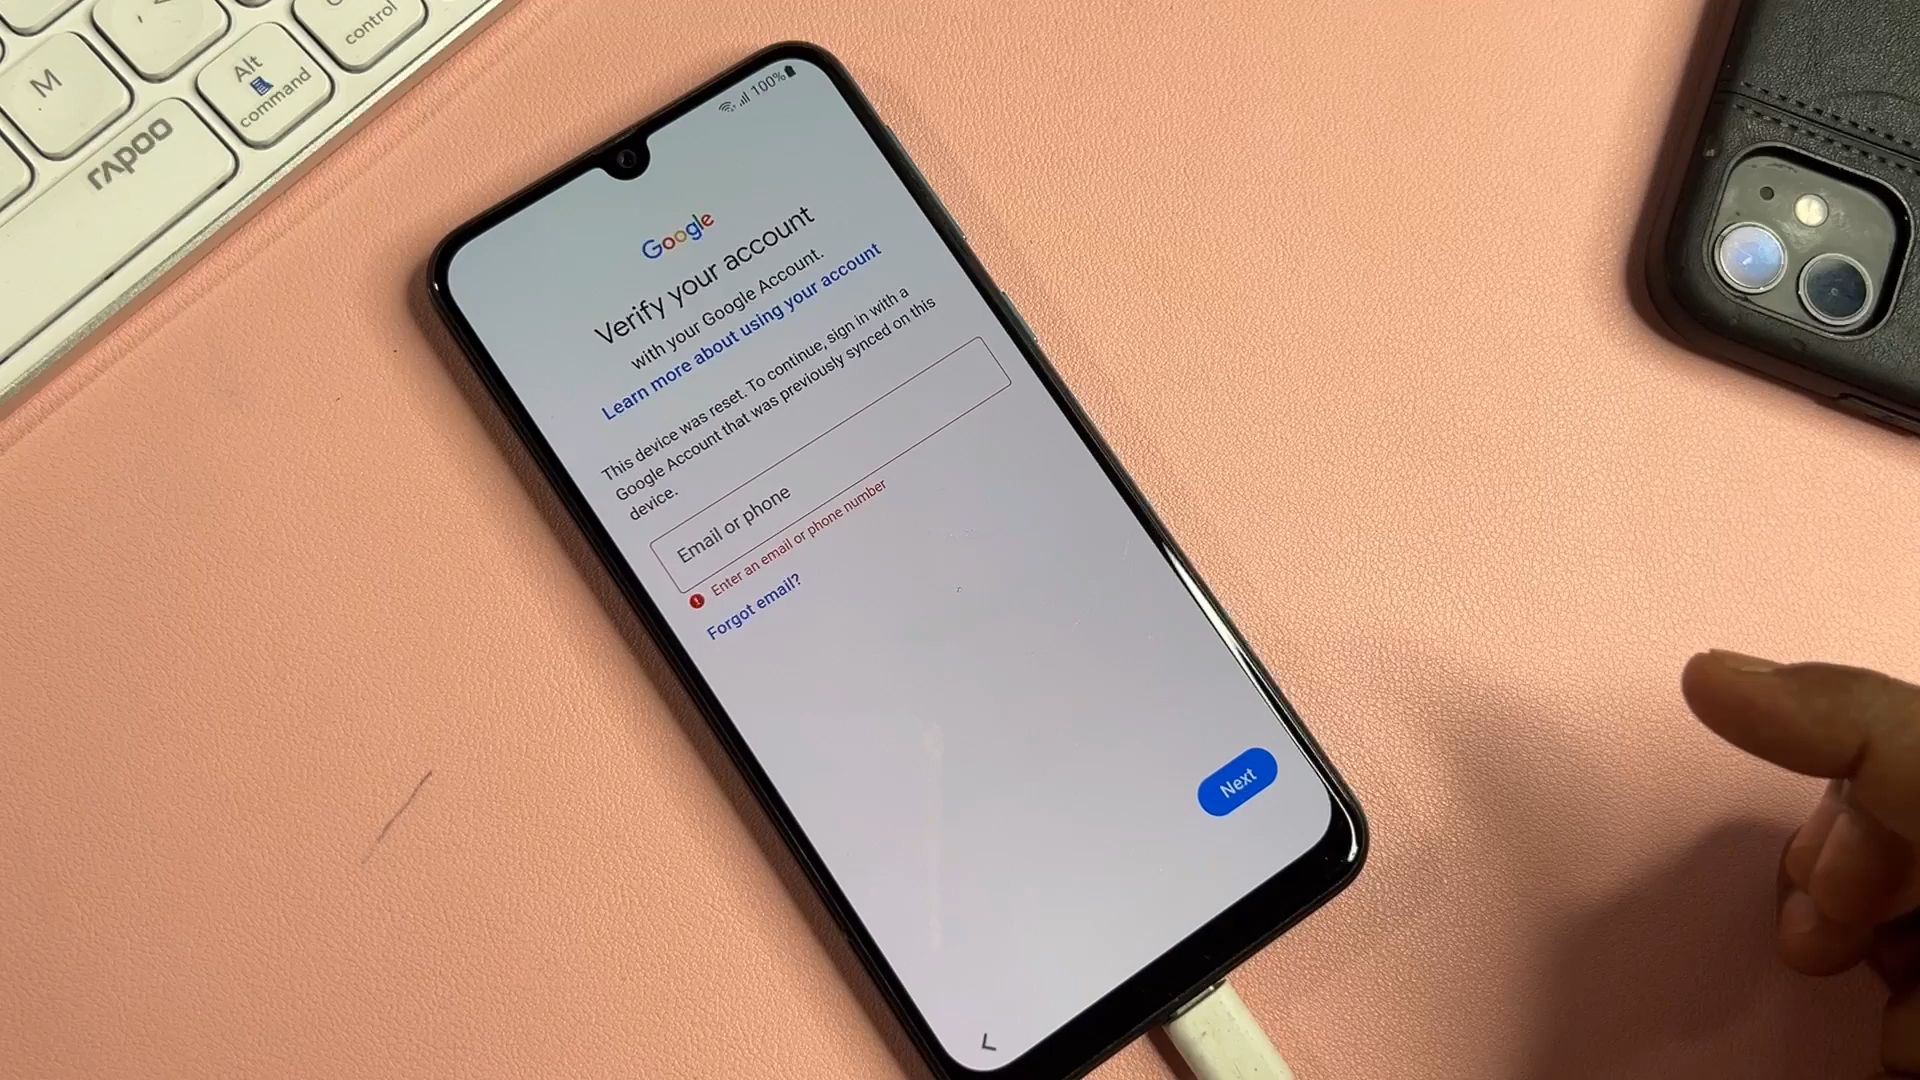 control
M
Alt
command
rapoo
100%
Google
Verify your account
with your Google Account.
Learn more about using your account
This device was reset. To continue, sign in with a
Google Account that was previously synced on this
device.
Email or phone
Enter an email or phone number
Forgot email?
Next